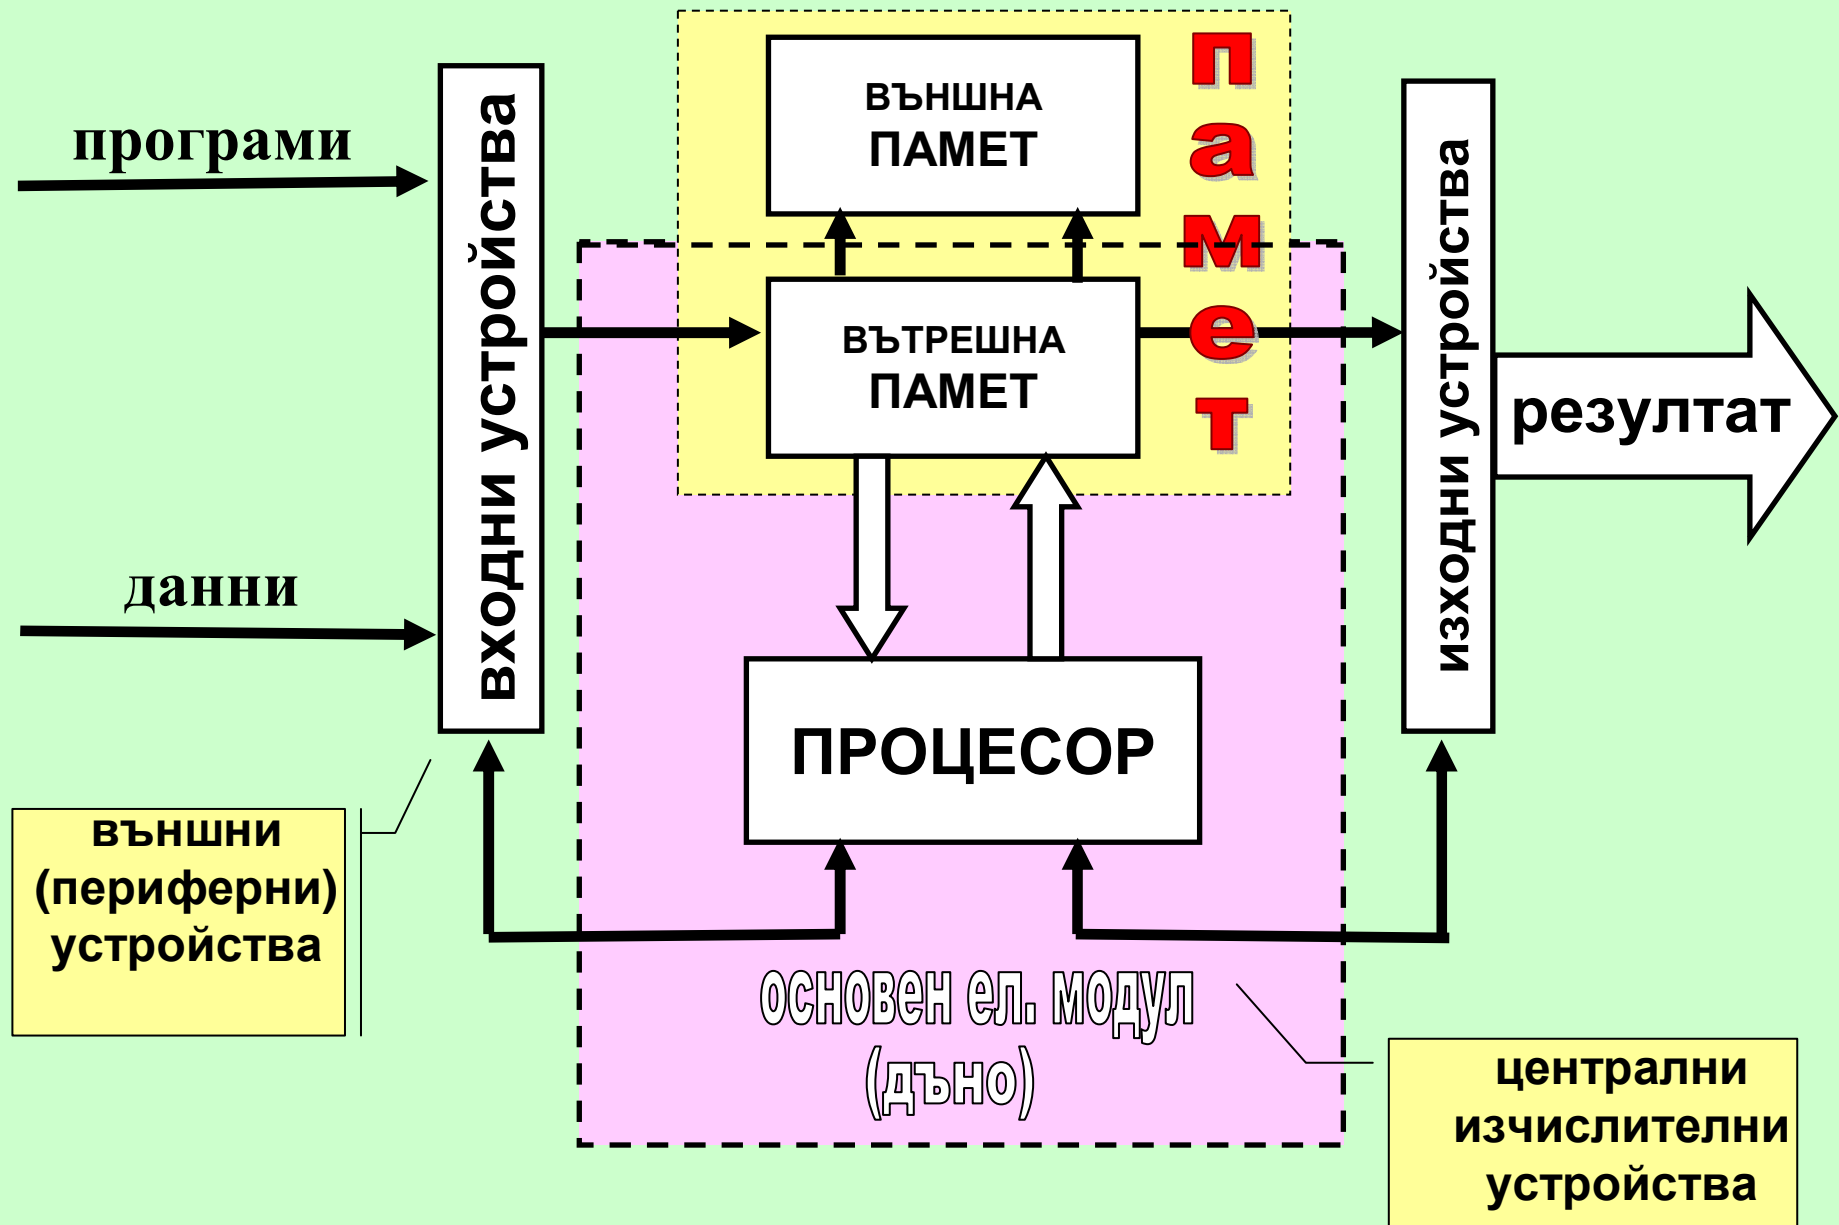 програми
данни
входни устройства
ВЪНШНА
ПАМЕТ
памет
ВЪТРЕШНА
ПАМЕТ
ПРОЦЕСОР
изходни устройства
резултат
външни
(периферни)
устройства
основен ел. модул
(дъно)
централни
изчислителни
устройства